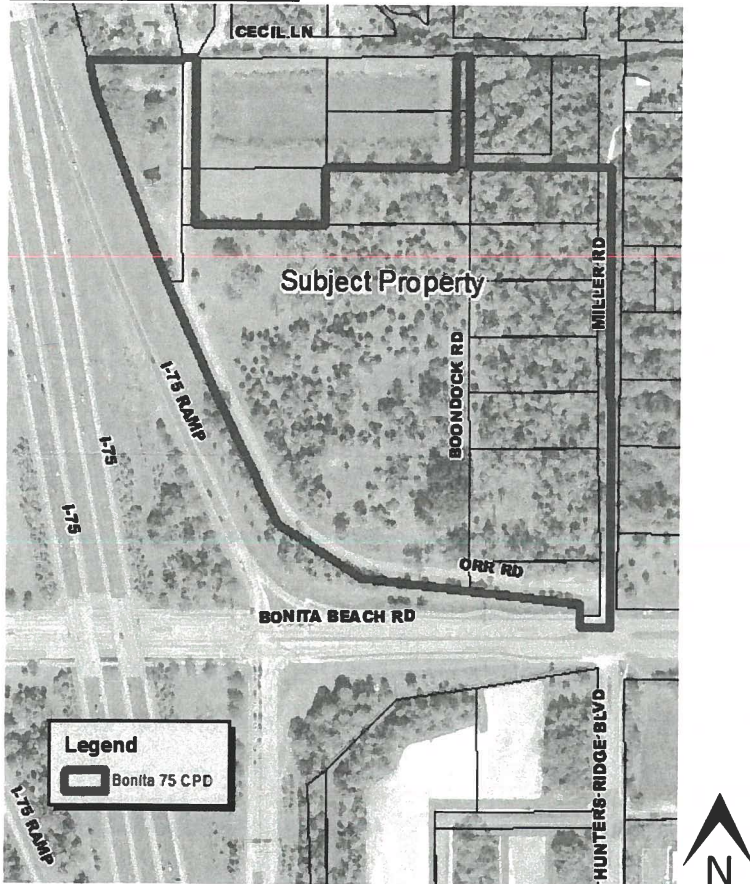 CECIL LN
Subject Property
MILLER RD
BOONDOCK RD
I-75 RAMP
I-75
I-75
ORR RD
BONITA BEACH RD
HUNTERS RIDGE BLVD
Legend
Bonita 75 CPD
I-75 RAMP
N